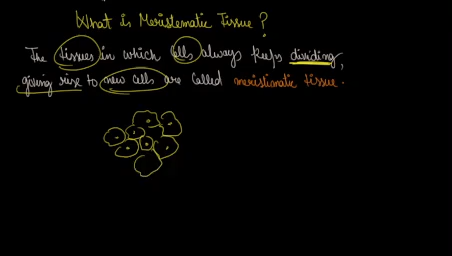 What is Meristematic Tissue?
The tissues in which cells always keeps dividing,
giving rise to new cells are called meristimatic tissue.